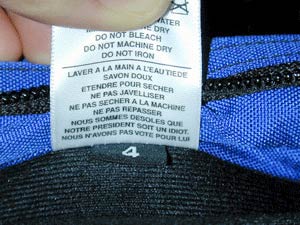 WATER
DO NOT BLEACH
DO NOT MACHINE DRY
DO NOT IRON
LAVER A LA MAIN A L'EAU TIEDE
SAVON DOUX
ETENDRE POUR SECHER
NE PAS JAVELLISER
NE PAS SECHER A LA MACHINE
NE PAS REPASSER
NOUS SOMMES DESOLES QUE
NOTRE PRESIDENT SOIT UN IDIOT.
NOUS N'AVONS PAS VOTE POUR LUI
4